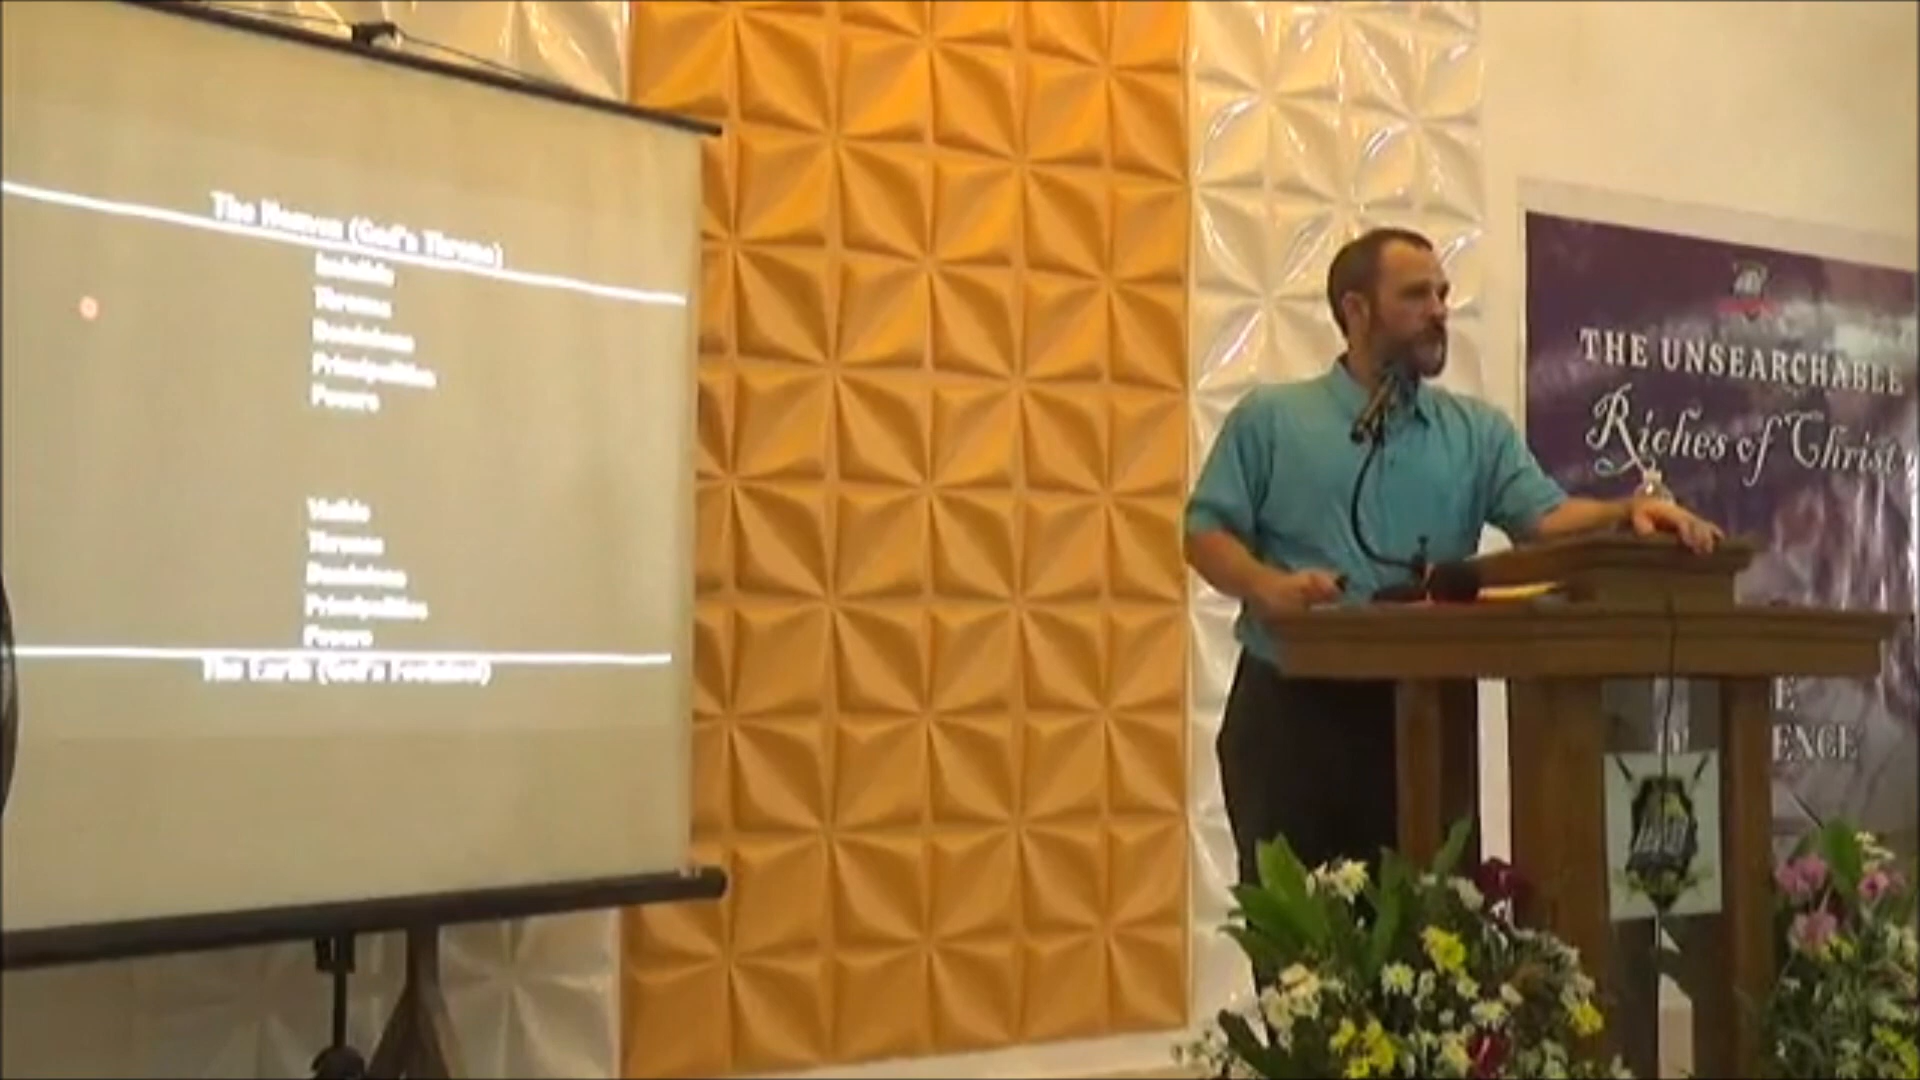 The Heaven (God's Throne)
Invisible
Thrones
Dominions
Principalities
Powers
Visible
Thrones
Dominions
Principalities
Powers
The Earth (God's Footstool)
THE UNSEARCHABLE
Riches of Christ
E
ENCE